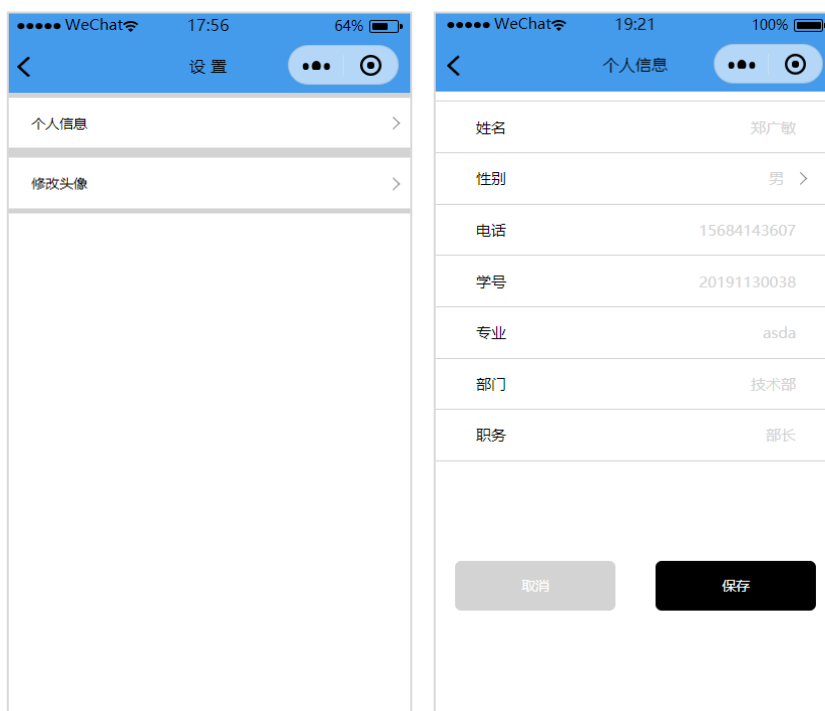 WeChat 17:56 64%
设 置
个人信息
修改头像
WeChat 19:21 100%
个人信息
姓名 郑广敏
性别 男
电话 15684143607
学号 20191130038
专业 asda
部门 技术部
职务 部长
取消 保存